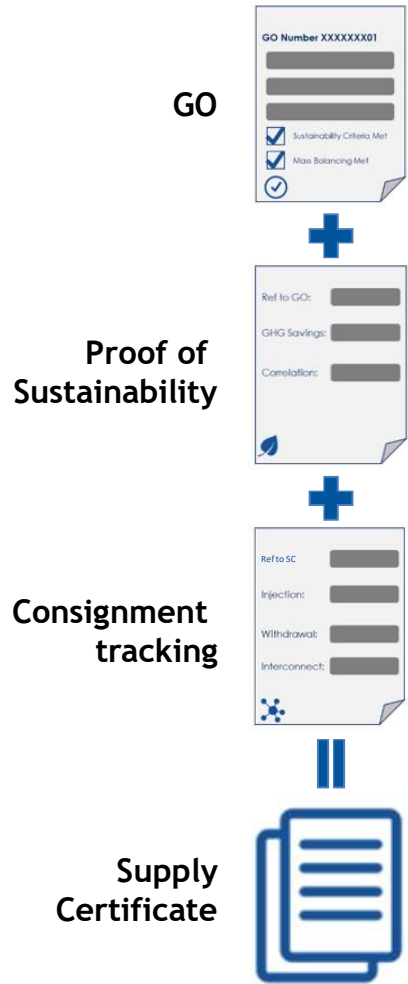 GO
GO Number XXXXXXX01
Sustainability Criteria Met
Mass Balancing Met
Proof of
Sustainability
Ref to GO:
GHG Savings:
Correlation:
Consignment
tracking
Ref to SC
Injection:
Withdrawal:
Interconnect:
Supply
Certificate